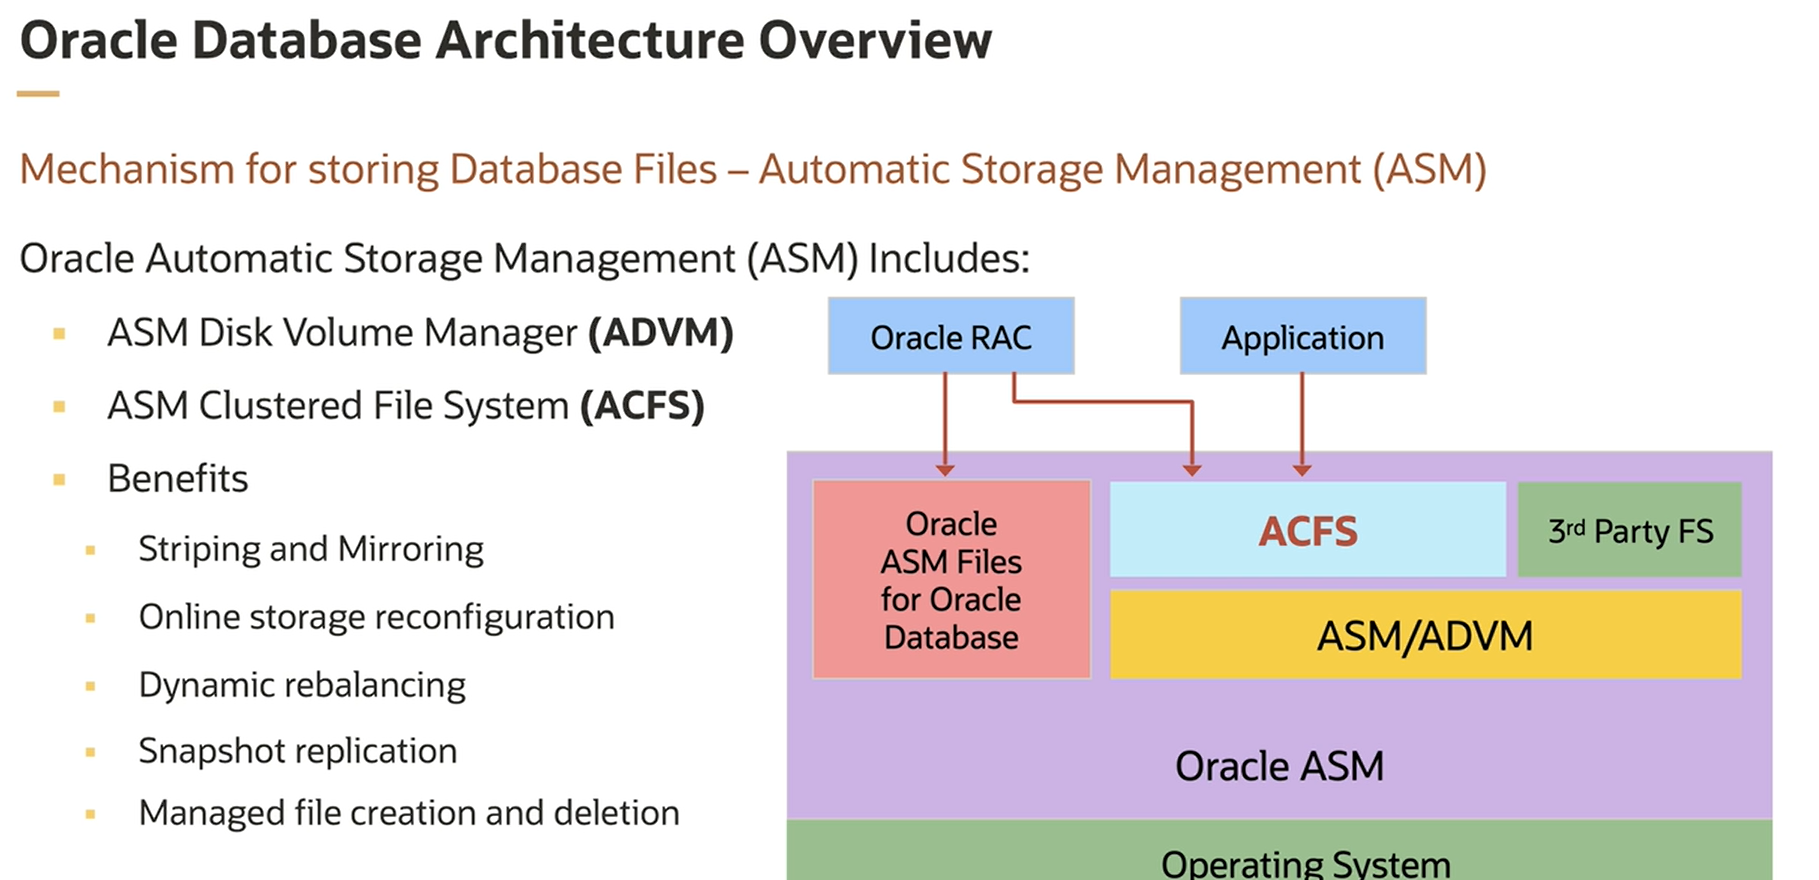 Oracle Database Architecture Overview
Mechanism for storing Database Files – Automatic Storage Management (ASM)
Oracle Automatic Storage Management (ASM) Includes:
ASM Disk Volume Manager (ADVM)
ASM Clustered File System (ACFS)
Benefits
Striping and Mirroring
Online storage reconfiguration
Dynamic rebalancing
Snapshot replication
Managed file creation and deletion
Oracle RAC
Application
Oracle
ASM Files
for Oracle
Database
ACFS
3rd Party FS
ASM/ADVM
Oracle ASM
Operating System